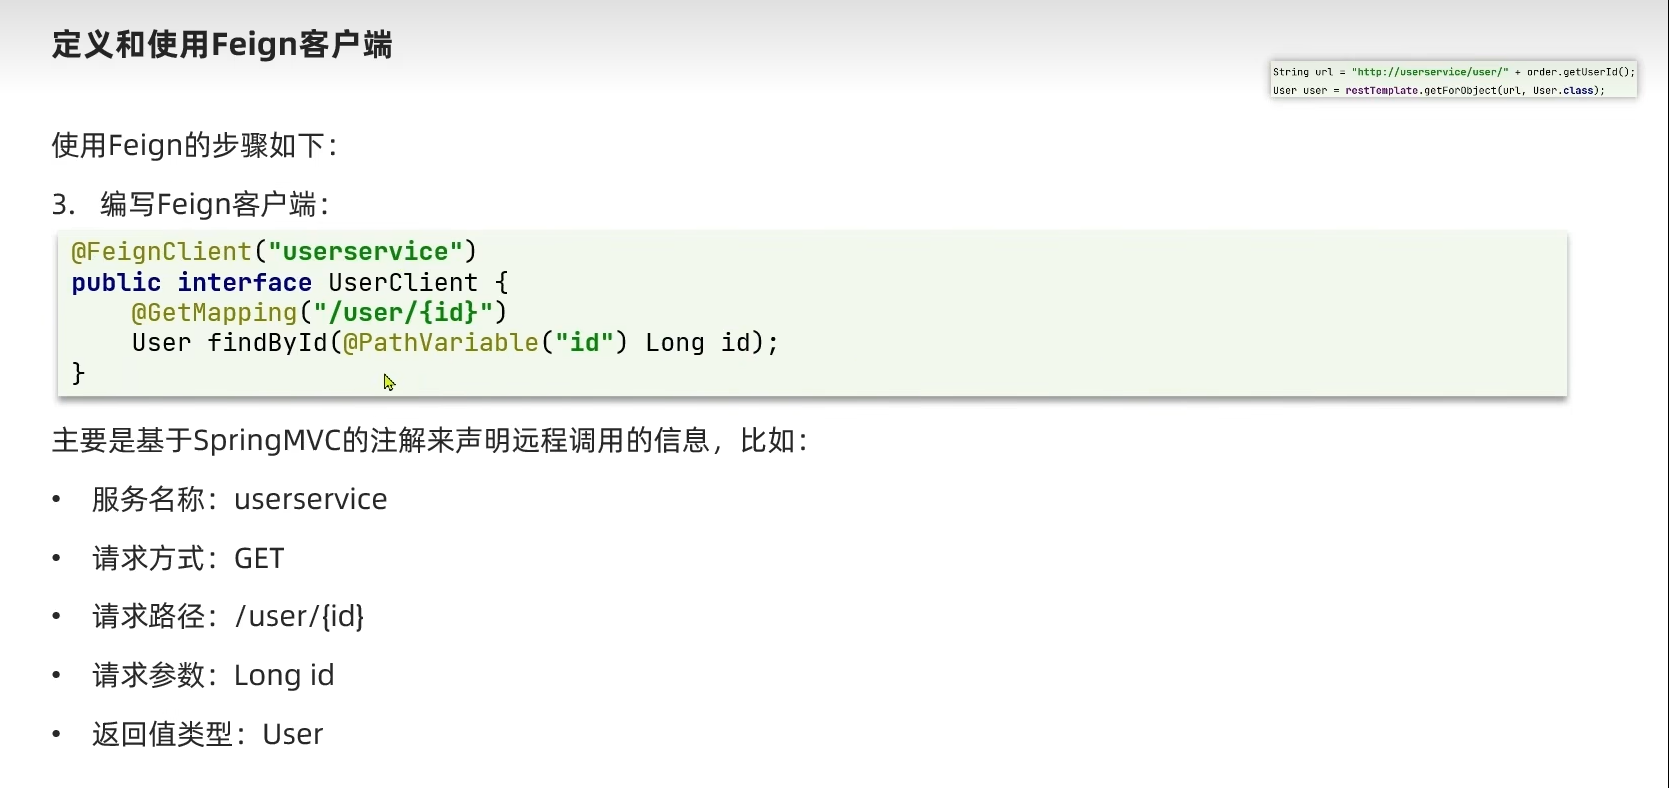 定义和使用Feign客户端
String url = "http://userservice/user/" + order.getUserId();
User user = restTemplate.getForObject(url, User.class);
使用Feign的步骤如下：
3. 编写Feign客户端：
@FeignClient("userservice")
public interface UserClient {
    @GetMapping("/user/{id}")
    User findById(@PathVariable("id") Long id);
}
主要是基于SpringMVC的注解来声明远程调用的信息，比如：
• 服务名称：userservice
• 请求方式：GET
• 请求路径：/user/{id}
• 请求参数：Long id
• 返回值类型：User